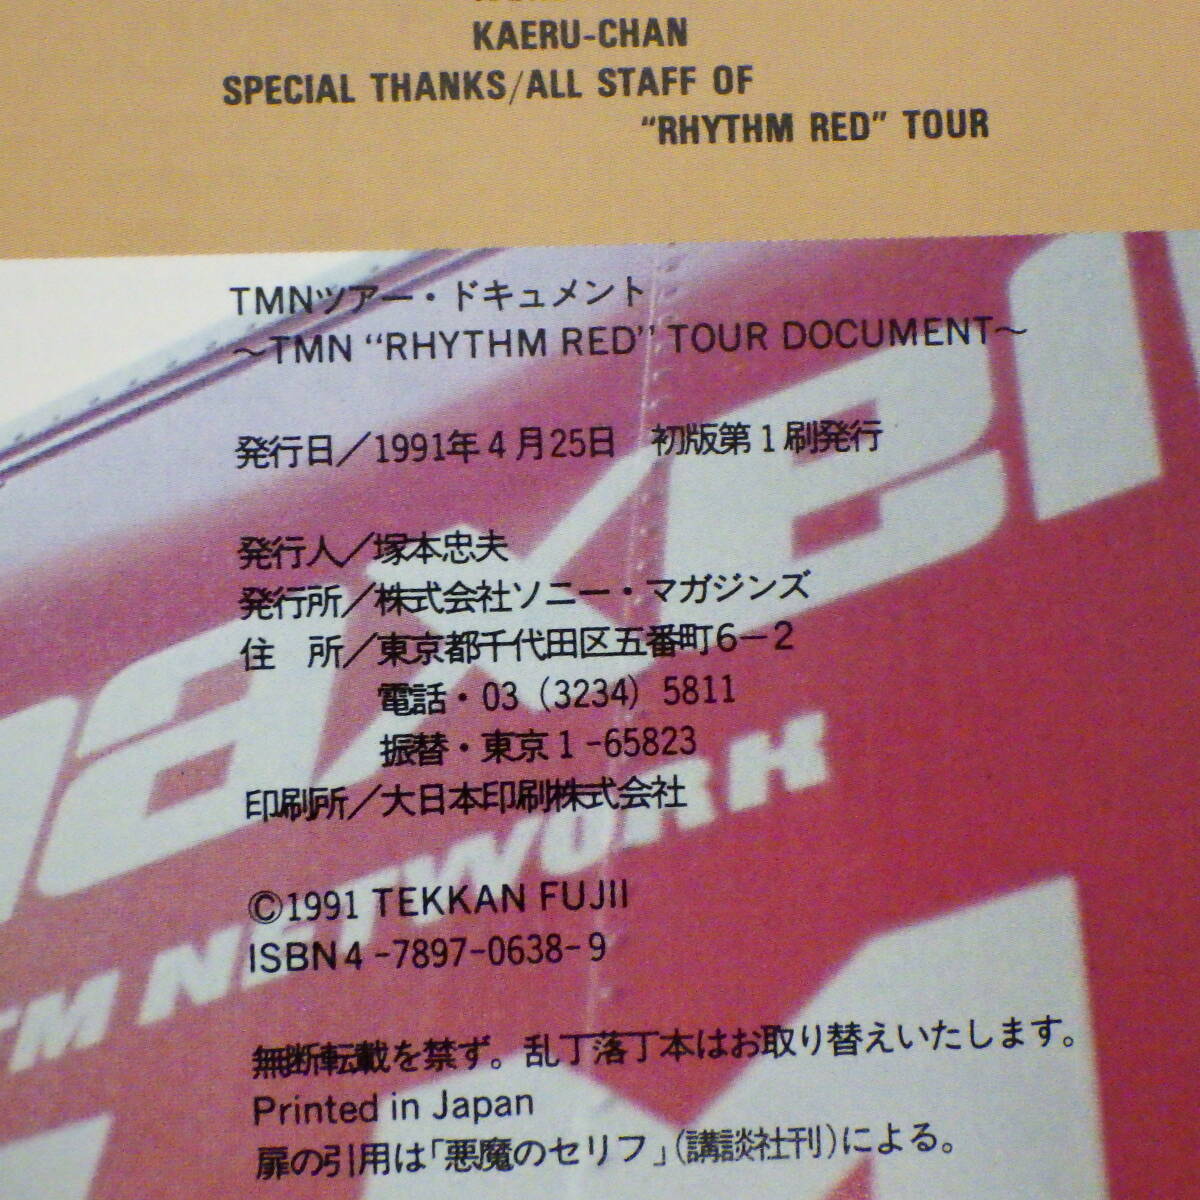 KAERU-CHAN
SPECIAL THANKS/ALL STAFF OF
“RHYTHM RED” TOUR
TMNツアー・ドキュメント
～TMN “RHYTHM RED” TOUR DOCUMENT～
発行日／1991年4月25日　初版第1刷発行
発行人／塚本忠夫
発行所／株式会社ソニー・マガジンズ
住　所／東京都千代田区五番町6－2
電話・03（3234）5811
振替・東京1-65823
印刷所／大日本印刷株式会社
©1991 TEKKAN FUJII
ISBN4-7897-0638-9
無断転載を禁ず。乱丁落丁本はお取り替えいたします。
Printed in Japan
扉の引用は「悪魔のセリフ」（講談社刊）による。
axel
TM NETWORK